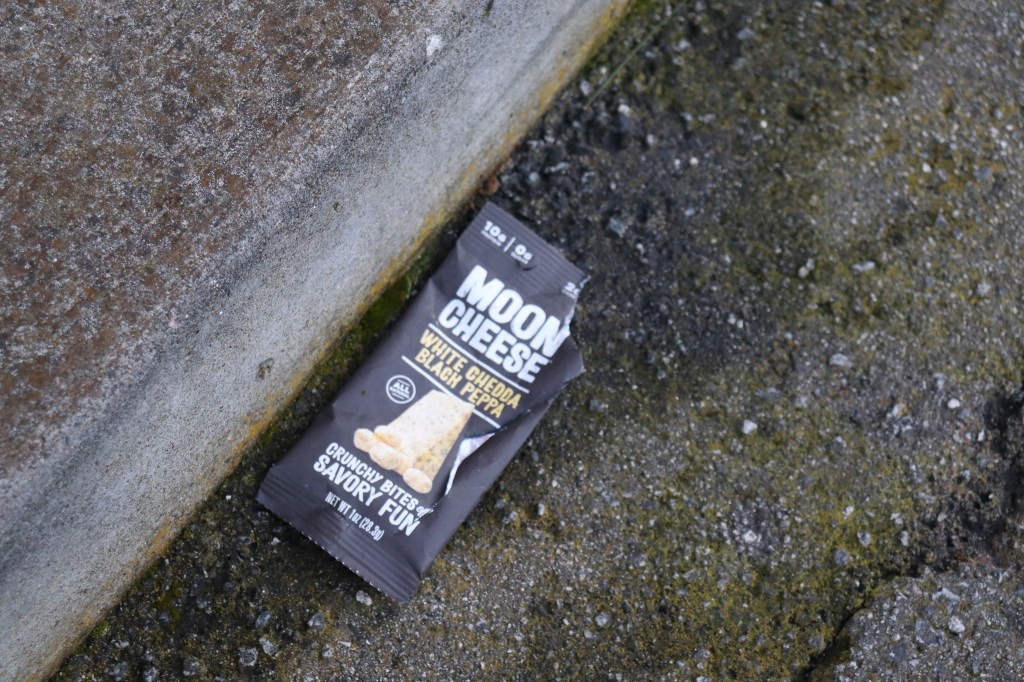 10g | 0g
MOON
CHEESE
WHITE CHEDDA
BLACK PEPPA
ALL
CRUNCHY BITES of
SAVORY FUN
NET WT 1oz (28.3g)